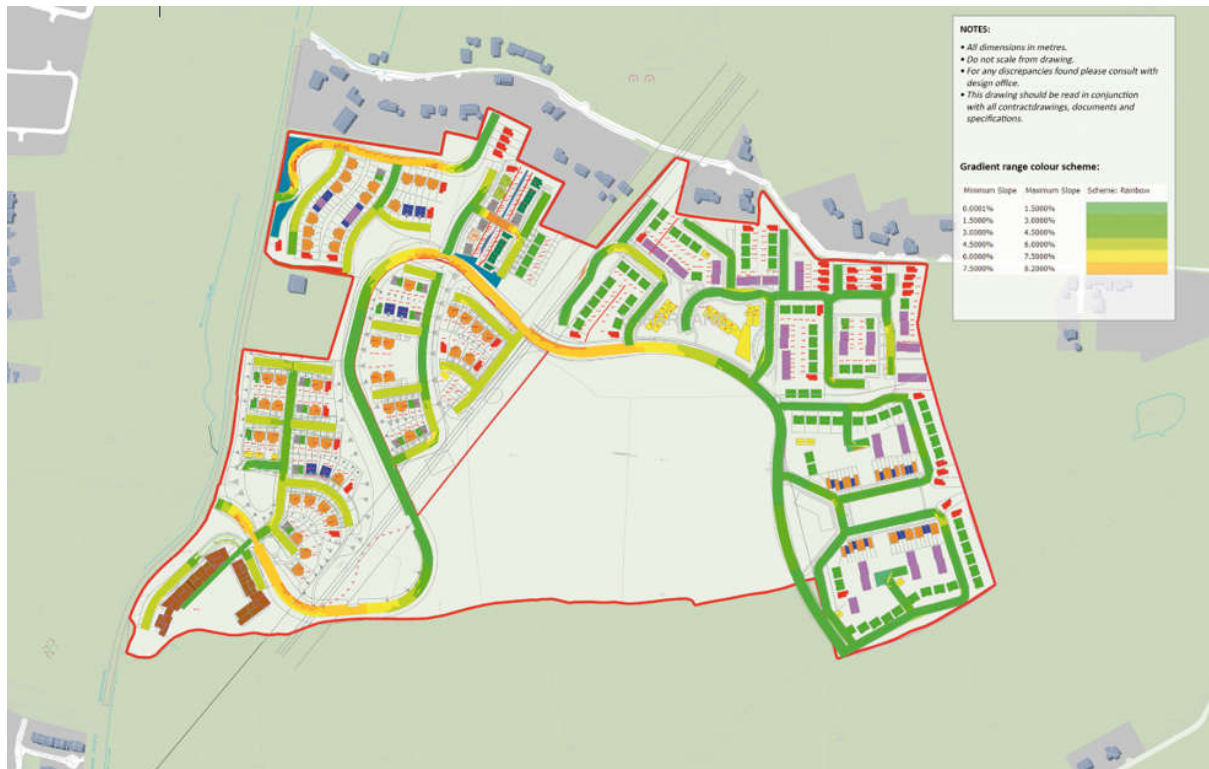 NOTES:
• All dimensions in metres.
• Do not scale from drawing.
• For any discrepancies found please consult with
design office.
• This drawing should be read in conjunction
with all contractdrawings, documents and
specifications.
Gradient range colour scheme:
Minimum Slope Maximum Slope Scheme: Rainbow
0.0001% 1.5000%
1.5000% 3.0000%
3.0000% 4.5000%
4.5000% 6.0000%
6.0000% 7.5000%
7.5000% 8.2000%